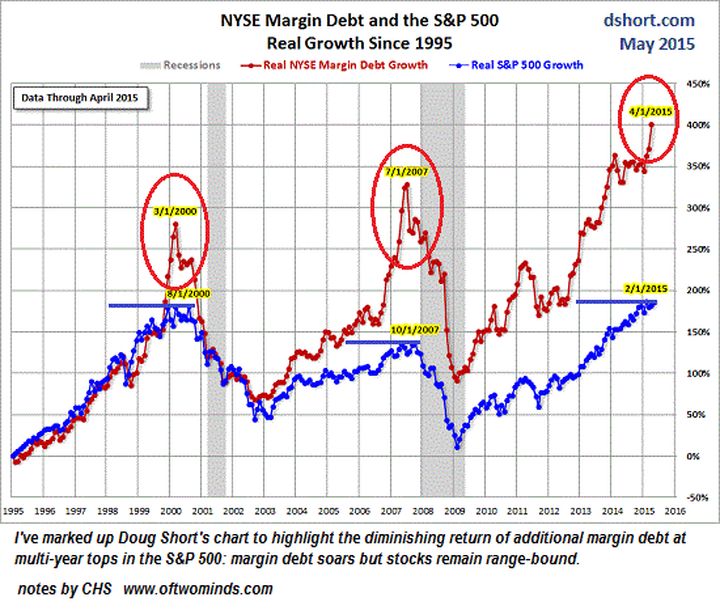 NYSE Margin Debt and the S&P 500
Real Growth Since 1995
dshort.com
May 2015
Recessions
Real NYSE Margin Debt Growth
Real S&P 500 Growth
Data Through April 2015
450%
400%
350%
300%
250%
200%
150%
100%
50%
0%
-50%
3/1/2000
8/1/2000
7/1/2007
10/1/2007
4/1/2015
2/1/2015
1995 1996 1997 1998 1999 2000 2001 2002 2003 2004 2005 2006 2007 2008 2009 2010 2011 2012 2013 2014 2015 2016
I've marked up Doug Short's chart to highlight the diminishing return of additional margin debt at
multi-year tops in the S&P 500: margin debt soars but stocks remain range-bound.
notes by CHS www.oftwominds.com